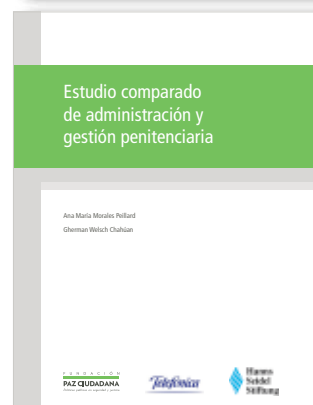 Estudio comparado
de administración y
gestión penitenciaria
Ana María Morales Peillard
Gherman Welsch Chahúan
FUNDACIÓN
PAZ CIUDADANA
Telefónica
Hanns
Seidel
Stiftung